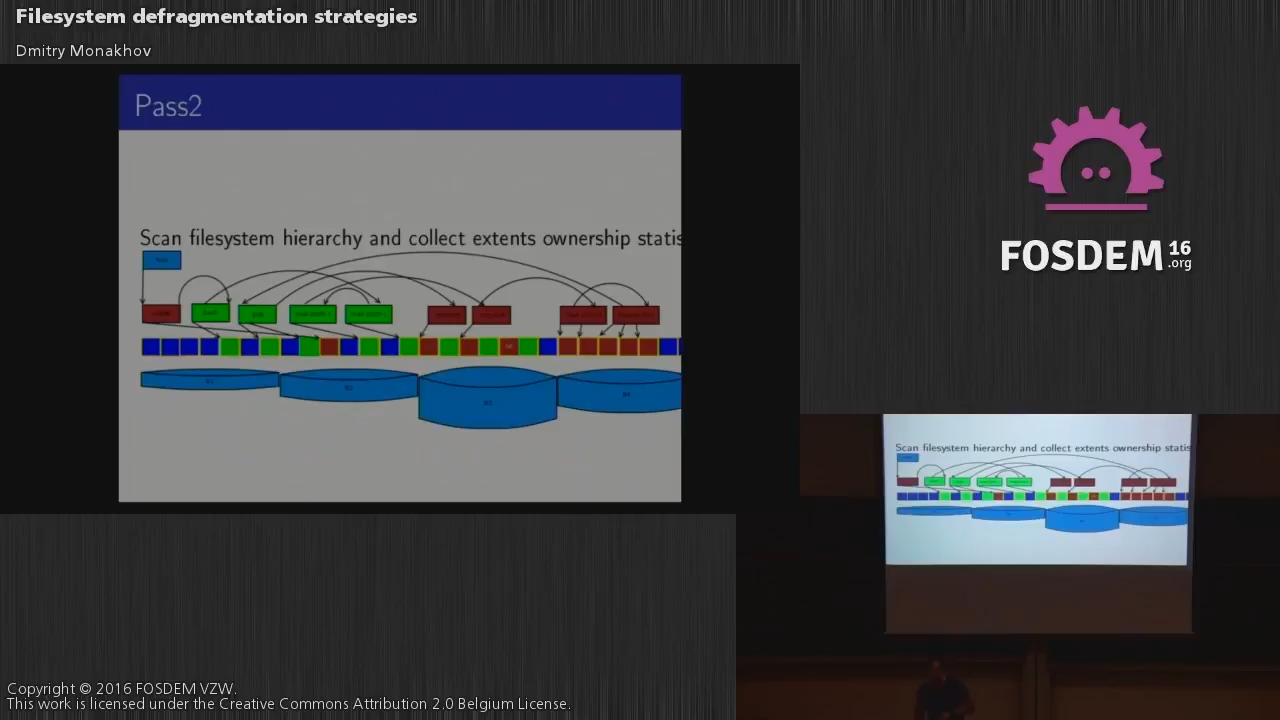 Filesystem defragmentation strategies
Dmitry Monakhov
Pass2
Scan filesystem hierarchy and collect extents ownership statis
FOSDEM 16 .org
Scan filesystem hierarchy and collect extents ownership statis
Copyright © 2016 FOSDEM VZW.
This work is licensed under the Creative Commons Attribution 2.0 Belgium License.